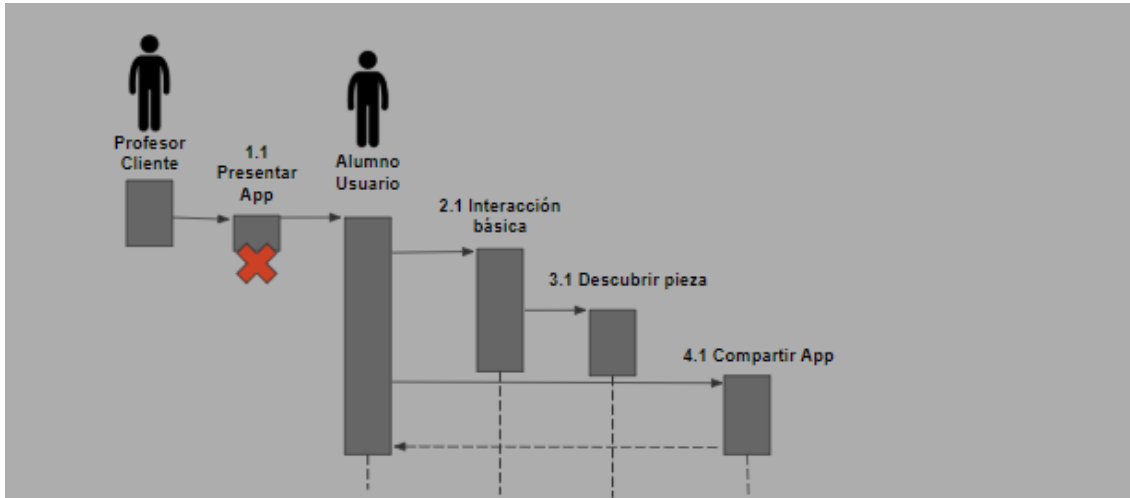 Profesor
Cliente
1.1
Presentar
App
Alumno
Usuario
2.1 Interacción
básica
3.1 Descubrir pieza
4.1 Compartir App